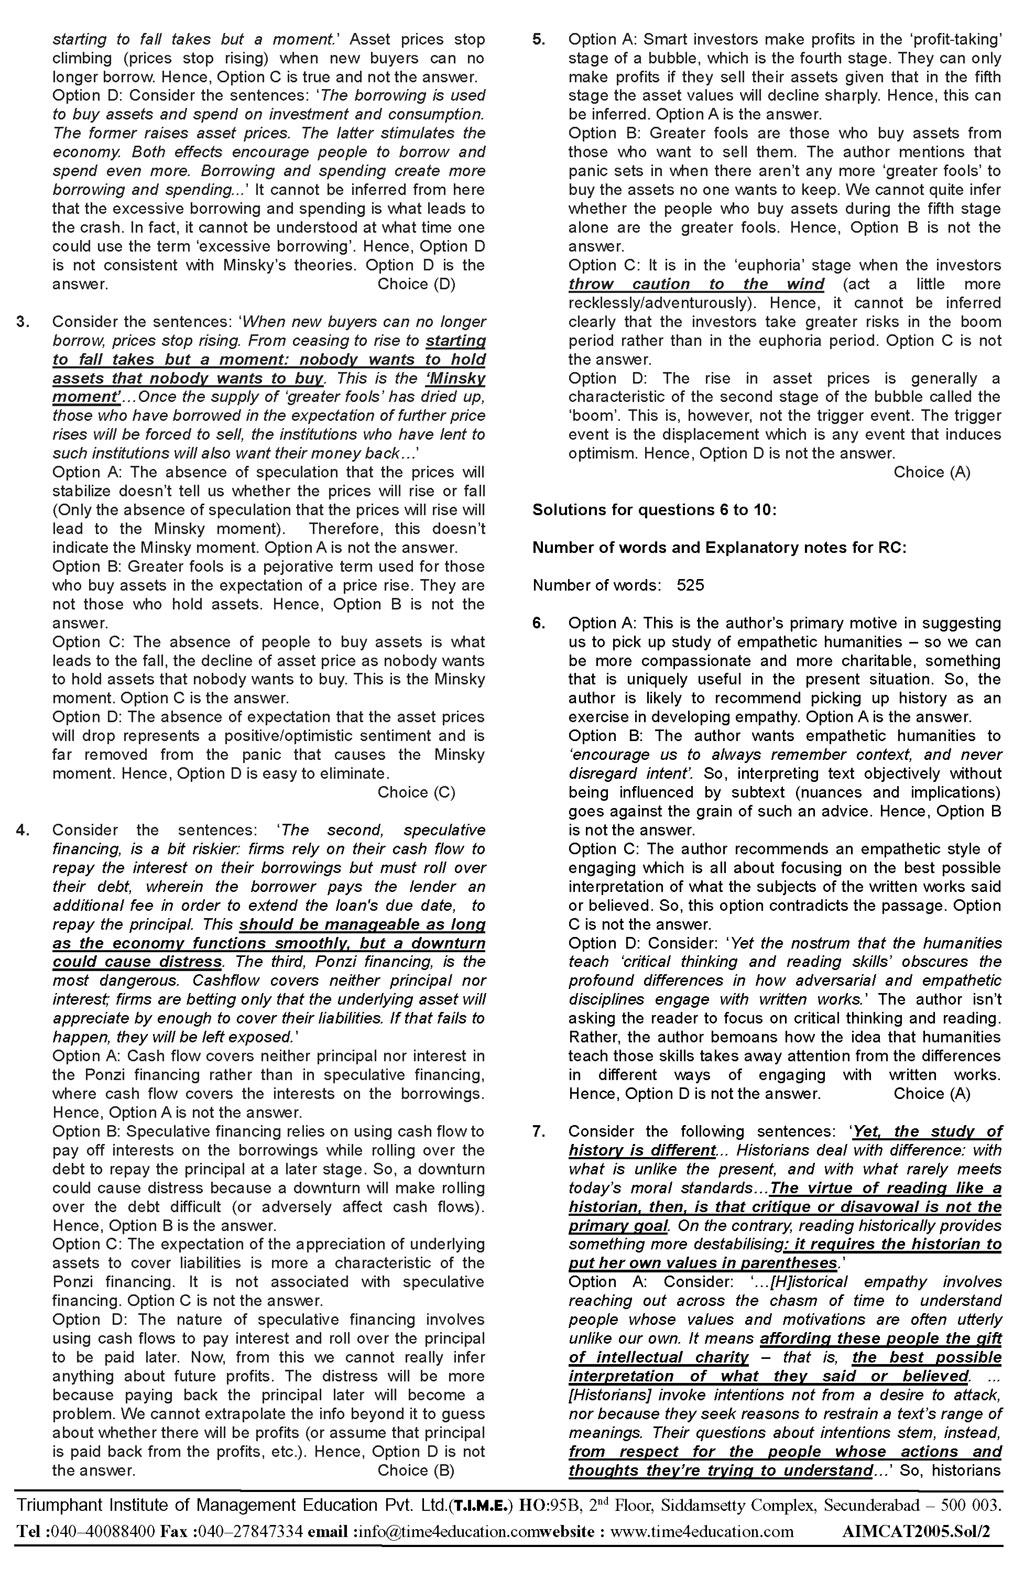 starting to fall takes but a moment.’ Asset prices stop
climbing (prices stop rising) when new buyers can no
longer borrow. Hence, Option C is true and not the answer.
Option D: Consider the sentences: ‘The borrowing is used
to buy assets and spend on investment and consumption.
The former raises asset prices. The latter stimulates the
economy. Both effects encourage people to borrow and
spend even more. Borrowing and spending create more
borrowing and spending...’ It cannot be inferred from here
that the excessive borrowing and spending is what leads to
the crash. In fact, it cannot be understood at what time one
could use the term ‘excessive borrowing’. Hence, Option D
is not consistent with Minsky’s theories. Option D is the
answer. Choice (D)
3. Consider the sentences: ‘When new buyers can no longer
borrow, prices stop rising. From ceasing to rise to starting
to fall takes but a moment: nobody wants to hold
assets that nobody wants to buy. This is the ‘Minsky
moment’…Once the supply of ‘greater fools’ has dried up,
those who have borrowed in the expectation of further price
rises will be forced to sell, the institutions who have lent to
such institutions will also want their money back…’
Option A: The absence of speculation that the prices will
stabilize doesn’t tell us whether the prices will rise or fall
(Only the absence of speculation that the prices will rise will
lead to the Minsky moment). Therefore, this doesn’t
indicate the Minsky moment. Option A is not the answer.
Option B: Greater fools is a pejorative term used for those
who buy assets in the expectation of a price rise. They are
not those who hold assets. Hence, Option B is not the
answer.
Option C: The absence of people to buy assets is what
leads to the fall, the decline of asset price as nobody wants
to hold assets that nobody wants to buy. This is the Minsky
moment. Option C is the answer.
Option D: The absence of expectation that the asset prices
will drop represents a positive/optimistic sentiment and is
far removed from the panic that causes the Minsky
moment. Hence, Option D is easy to eliminate.
Choice (C)
4. Consider the sentences: ‘The second, speculative
financing, is a bit riskier: firms rely on their cash flow to
repay the interest on their borrowings but must roll over
their debt, wherein the borrower pays the lender an
additional fee in order to extend the loan's due date, to
repay the principal. This should be manageable as long
as the economy functions smoothly, but a downturn
could cause distress. The third, Ponzi financing, is the
most dangerous. Cashflow covers neither principal nor
interest; firms are betting only that the underlying asset will
appreciate by enough to cover their liabilities. If that fails to
happen, they will be left exposed.’
Option A: Cash flow covers neither principal nor interest in
the Ponzi financing rather than in speculative financing,
where cash flow covers the interests on the borrowings.
Hence, Option A is not the answer.
Option B: Speculative financing relies on using cash flow to
pay off interests on the borrowings while rolling over the
debt to repay the principal at a later stage. So, a downturn
could cause distress because a downturn will make rolling
over the debt difficult (or adversely affect cash flows).
Hence, Option B is the answer.
Option C: The expectation of the appreciation of underlying
assets to cover liabilities is more a characteristic of the
Ponzi financing. It is not associated with speculative
financing. Option C is not the answer.
Option D: The nature of speculative financing involves
using cash flows to pay interest and roll over the principal
to be paid later. Now, from this we cannot really infer
anything about future profits. The distress will be more
because paying back the principal later will become a
problem. We cannot extrapolate the info beyond it to guess
about whether there will be profits (or assume that principal
is paid back from the profits, etc.). Hence, Option D is not
the answer. Choice (B)
5. Option A: Smart investors make profits in the ‘profit-taking’
stage of a bubble, which is the fourth stage. They can only
make profits if they sell their assets given that in the fifth
stage the asset values will decline sharply. Hence, this can
be inferred. Option A is the answer.
Option B: Greater fools are those who buy assets from
those who want to sell them. The author mentions that
panic sets in when there aren’t any more ‘greater fools’ to
buy the assets no one wants to keep. We cannot quite infer
whether the people who buy assets during the fifth stage
alone are the greater fools. Hence, Option B is not the
answer.
Option C: It is in the ‘euphoria’ stage when the investors
throw caution to the wind (act a little more
recklessly/adventurously). Hence, it cannot be inferred
clearly that the investors take greater risks in the boom
period rather than in the euphoria period. Option C is not
the answer.
Option D: The rise in asset prices is generally a
characteristic of the second stage of the bubble called the
‘boom’. This is, however, not the trigger event. The trigger
event is the displacement which is any event that induces
optimism. Hence, Option D is not the answer.
Choice (A)
Solutions for questions 6 to 10:
Number of words and Explanatory notes for RC:
Number of words: 525
6. Option A: This is the author’s primary motive in suggesting
us to pick up study of empathetic humanities – so we can
be more compassionate and more charitable, something
that is uniquely useful in the present situation. So, the
author is likely to recommend picking up history as an
exercise in developing empathy. Option A is the answer.
Option B: The author wants empathetic humanities to
‘encourage us to always remember context, and never
disregard intent’. So, interpreting text objectively without
being influenced by subtext (nuances and implications)
goes against the grain of such an advice. Hence, Option B
is not the answer.
Option C: The author recommends an empathetic style of
engaging which is all about focusing on the best possible
interpretation of what the subjects of the written works said
or believed. So, this option contradicts the passage. Option
C is not the answer.
Option D: Consider: ‘Yet the nostrum that the humanities
teach ‘critical thinking and reading skills’ obscures the
profound differences in how adversarial and empathetic
disciplines engage with written works.’ The author isn’t
asking the reader to focus on critical thinking and reading.
Rather, the author bemoans how the idea that humanities
teach those skills takes away attention from the differences
in different ways of engaging with written works.
Hence, Option D is not the answer. Choice (A)
7. Consider the following sentences: ‘Yet, the study of
history is different... Historians deal with difference: with
what is unlike the present, and with what rarely meets
today’s moral standards…The virtue of reading like a
historian, then, is that critique or disavowal is not the
primary goal. On the contrary, reading historically provides
something more destabilising: it requires the historian to
put her own values in parentheses.’
Option A: Consider: ‘…[H]istorical empathy involves
reaching out across the chasm of time to understand
people whose values and motivations are often utterly
unlike our own. It means affording these people the gift
of intellectual charity – that is, the best possible
interpretation of what they said or believed. ...
[Historians] invoke intentions not from a desire to attack,
nor because they seek reasons to restrain a text’s range of
meanings. Their questions about intentions stem, instead,
from respect for the people whose actions and
thoughts they’re trying to understand…’ So, historians
Triumphant Institute of Management Education Pvt. Ltd.(T.I.M.E.) HO:95B, 2nd Floor, Siddamsetty Complex, Secunderabad – 500 003.
Tel :040–40088400 Fax :040–27847334 email :info@time4education.comwebsite : www.time4education.com AIMCAT2005.Sol/2